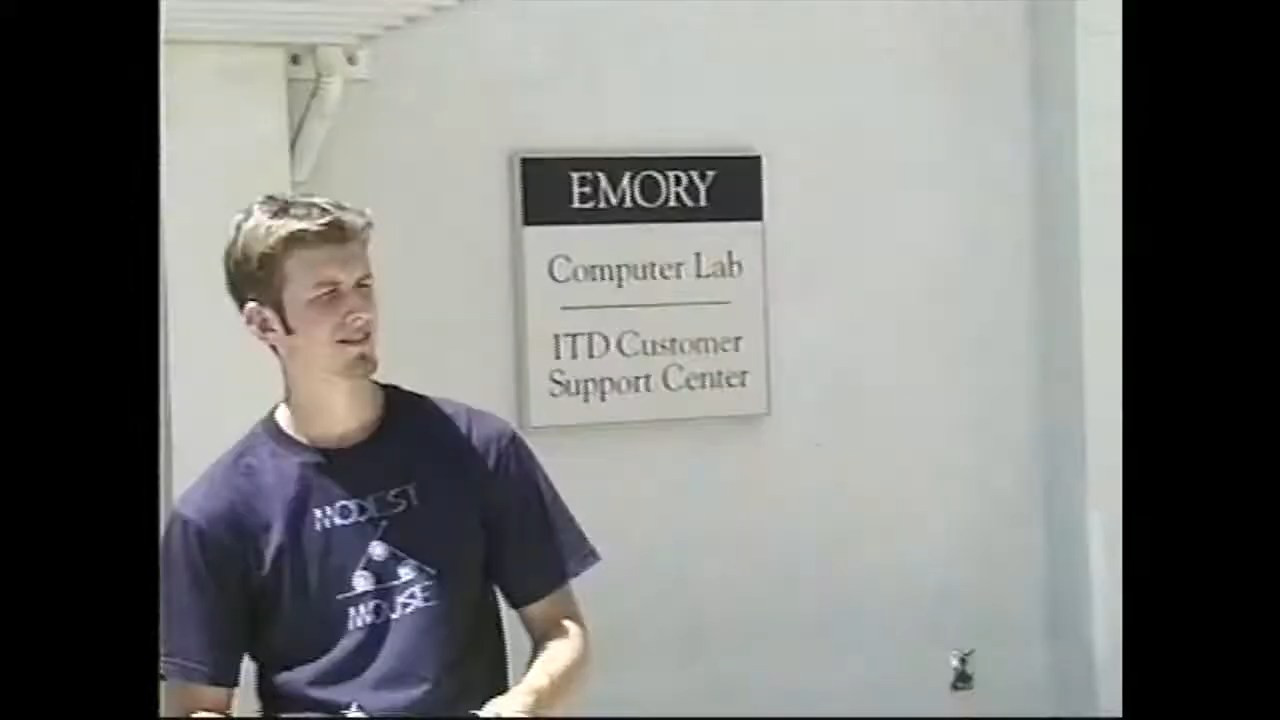 EMORY
Computer Lab
ITD Customer
Support Center
MODEST
MOUSE